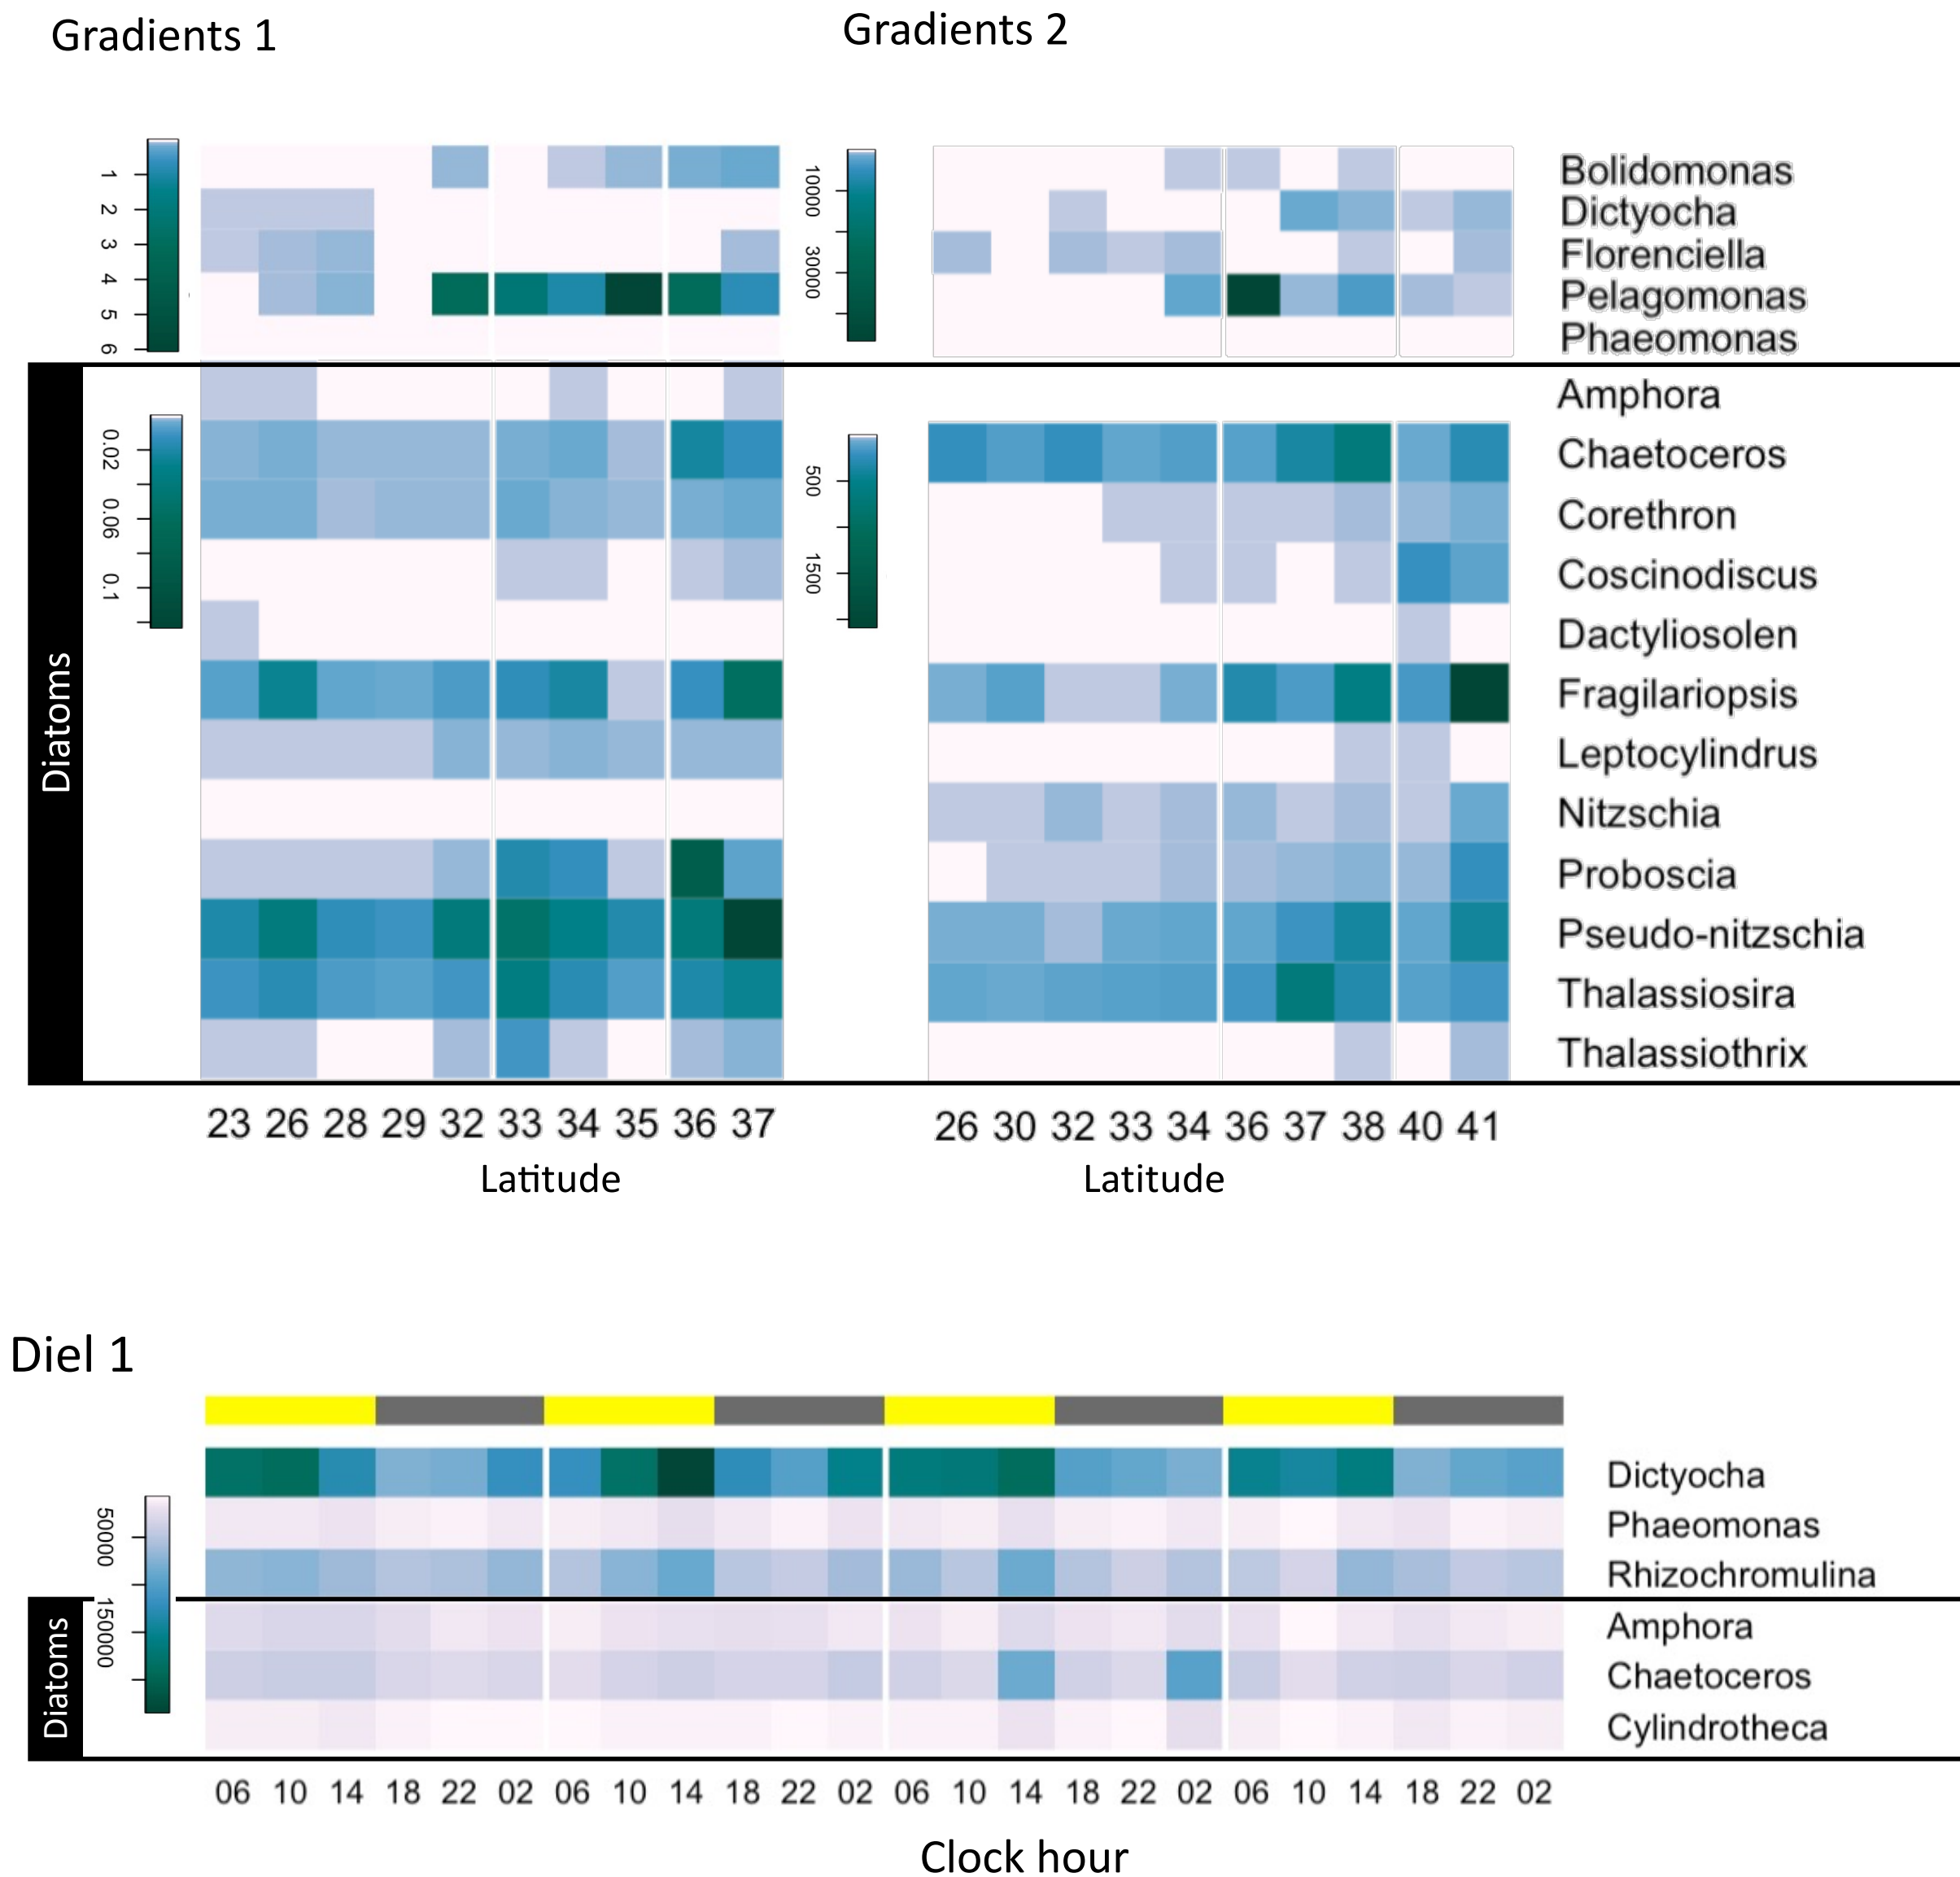 Gradients 1
Gradients 2
1
2
3
4
5
6
10000
30000
Bolidomonas
Dictyocha
Florenciella
Pelagomonas
Phaeomonas
Diatoms
0.02
0.06
0.1
500
1500
Amphora
Chaetoceros
Corethron
Coscinodiscus
Dactyliosolen
Fragilariopsis
Leptocylindrus
Nitzschia
Proboscia
Pseudo-nitzschia
Thalassiosira
Thalassiothrix
23 26 28 29 32 33 34 35 36 37
26 30 32 33 34 36 37 38 40 41
Latitude
Latitude
Diel 1
50000
150000
Dictyocha
Phaeomonas
Rhizochromulina
Diatoms
Amphora
Chaetoceros
Cylindrotheca
06 10 14 18 22 02 06 10 14 18 22 02 06 10 14 18 22 02 06 10 14 18 22 02
Clock hour